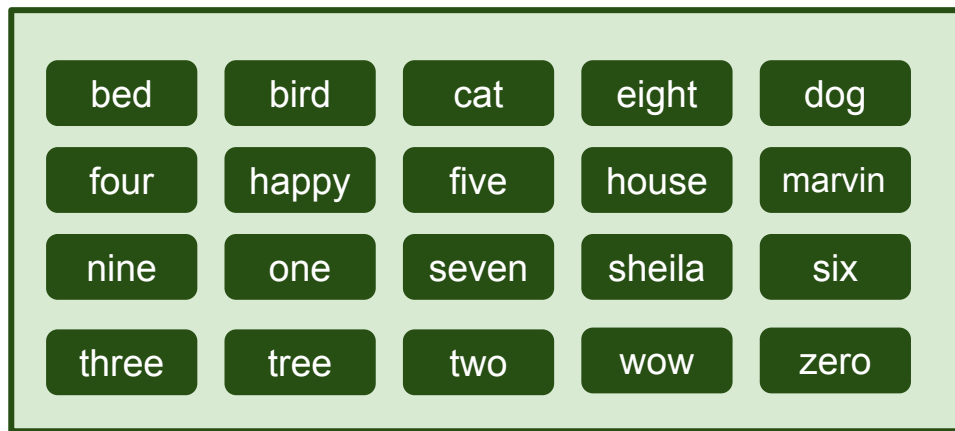 bed bird cat eight dog
four happy five house marvin
nine one seven sheila six
three tree two wow zero